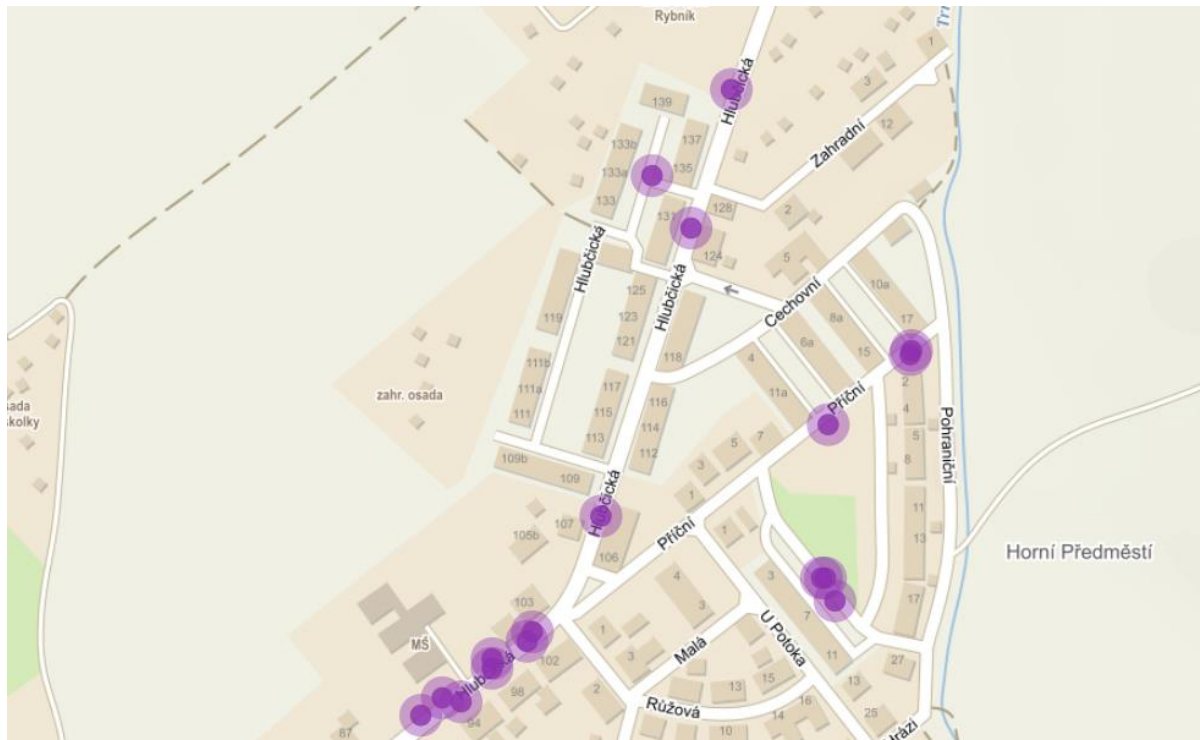 Rybník
Hlubčická
1
3
139
12
Zahradní
137
133b
135
133a
133
128
2
131
124
Hlubčická
5
10a
125
Hlubčická
Cechovní
119
123
8a
17
121
118
6a
15
111b
4
2
zahr. osada
111a
117
11a
Příční
4
116
111
115
114
5
Pohraniční
113
112
5
7
8
109b
3
109
1
11
Hlubčická
107
Příční
1
13
Horní Předměstí
105b
106
4
3
3
7
17
103
1
U Potoka
MŠ
Malá
11
102
3
27
Hlubčická
98
15
13
2
13
16
Růžová
94
14
25
87
10